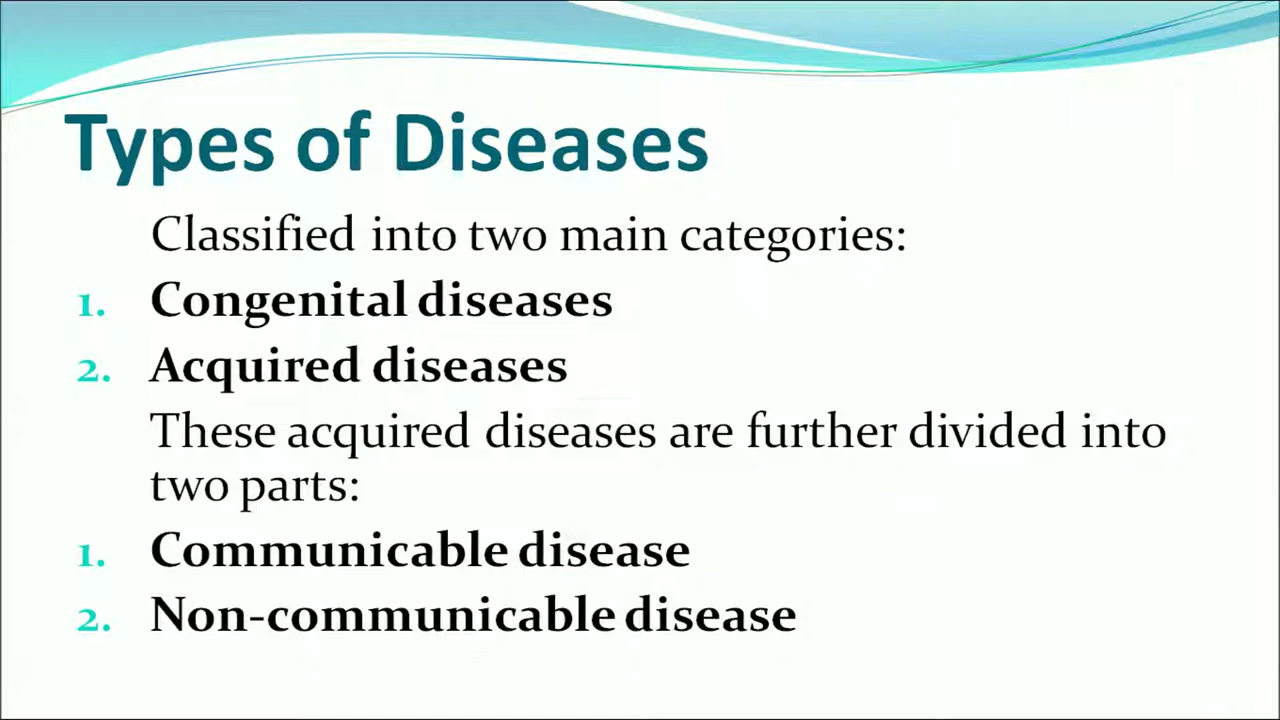 Types of Diseases
Classified into two main categories:
1. Congenital diseases
2. Acquired diseases
These acquired diseases are further divided into
two parts:
1. Communicable disease
2. Non-communicable disease